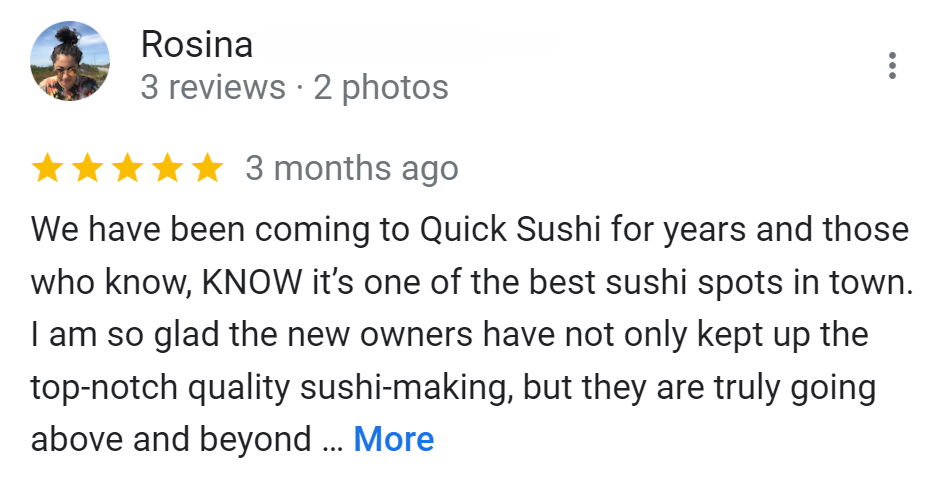 Rosina
3 reviews · 2 photos
3 months ago
We have been coming to Quick Sushi for years and those
who know, KNOW it’s one of the best sushi spots in town.
I am so glad the new owners have not only kept up the
top-notch quality sushi-making, but they are truly going
above and beyond ... More